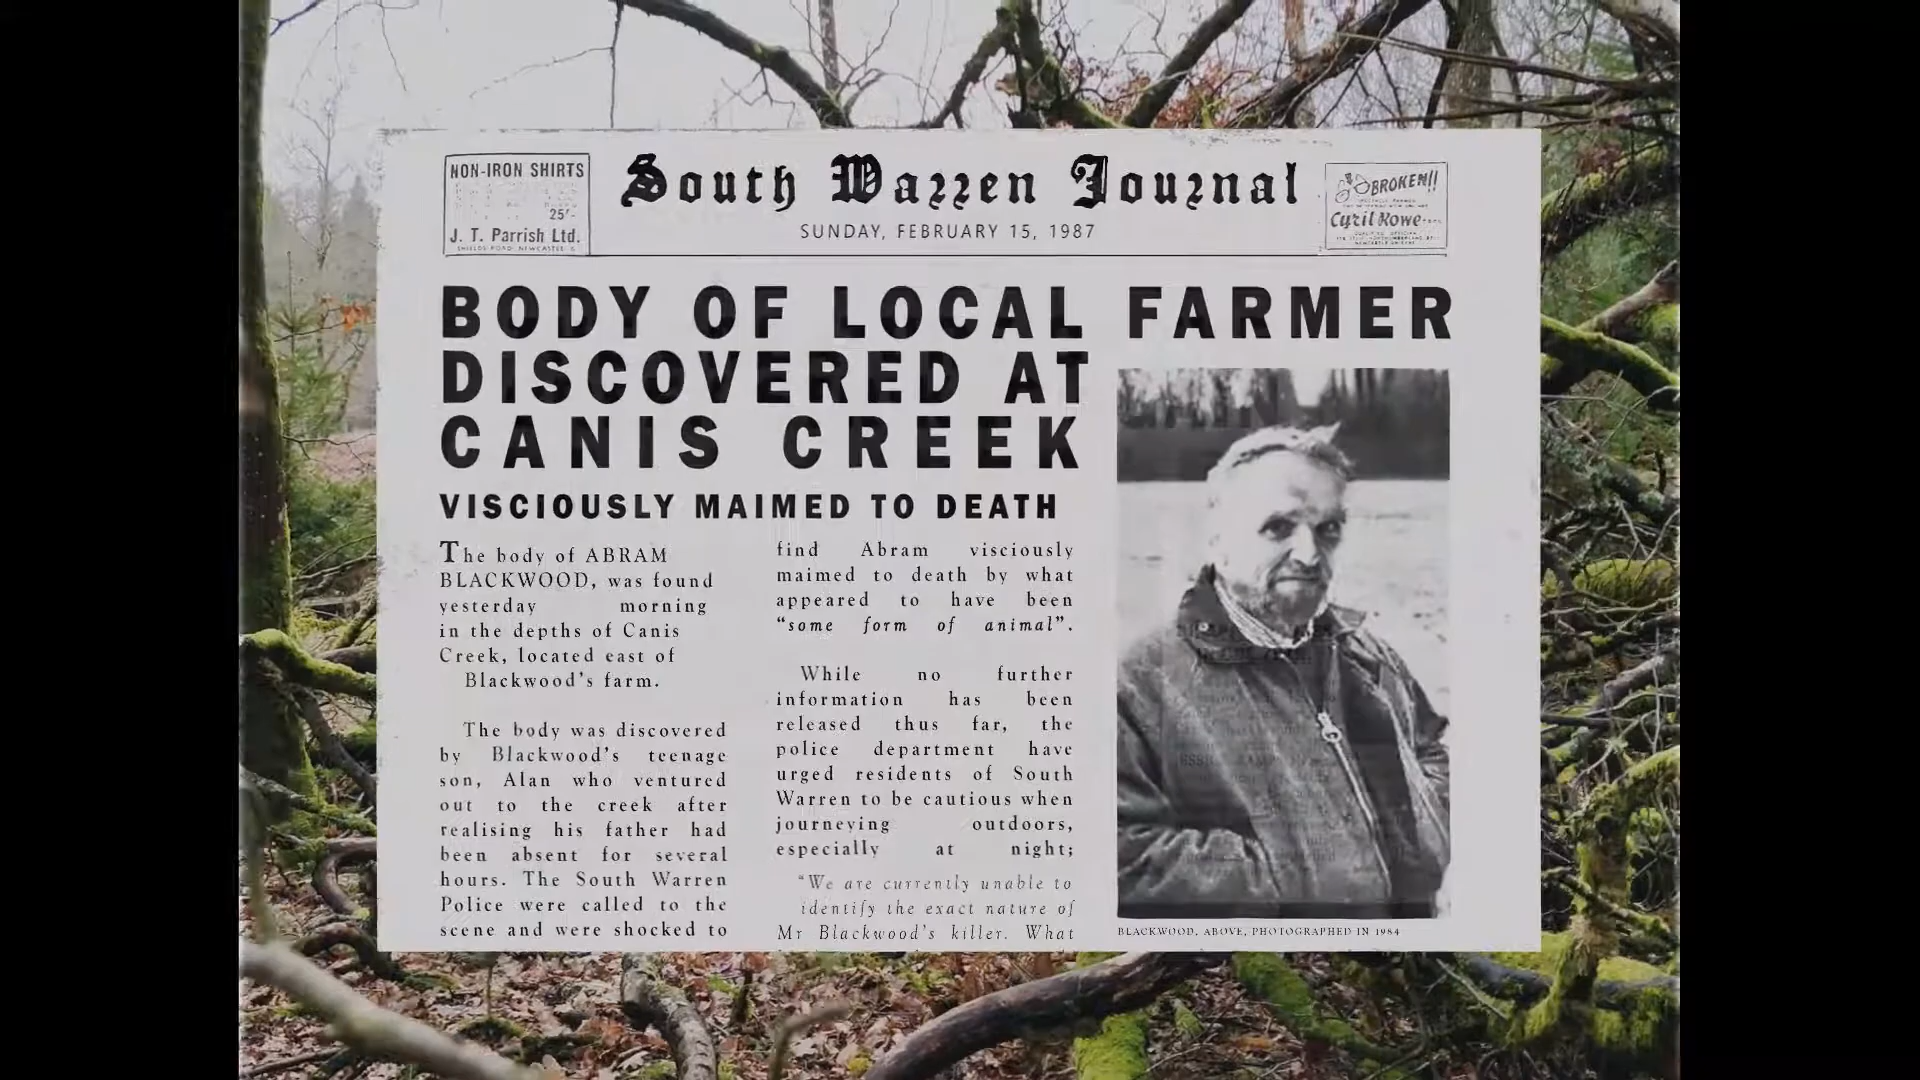 NON-IRON SHIRTS
25'-
J. T. Parrish Ltd.
South Warren Journal
SUNDAY, FEBRUARY 15, 1987
BROKEN!!
Cyril Rowe
BODY OF LOCAL FARMER
DISCOVERED AT
CANIS CREEK
VISCIOUSLY MAIMED TO DEATH
The body of ABRAM
BLACKWOOD, was found
yesterday morning
in the depths of Canis
Creek, located east of
Blackwood's farm.
The body was discovered
by Blackwood's teenage
son, Alan who ventured
out to the creek after
realising his father had
been absent for several
hours. The South Warren
Police were called to the
scene and were shocked to
find Abram visciously
maimed to death by what
appeared to have been
“some form of animal”.
While no further
information has been
released thus far, the
police department have
urged residents of South
Warren to be cautious when
journeying outdoors,
especially at night;
“We are currently unable to
identify the exact nature of
Mr Blackwood's killer. What
BLACKWOOD, ABOVE, PHOTOGRAPHED IN 1984